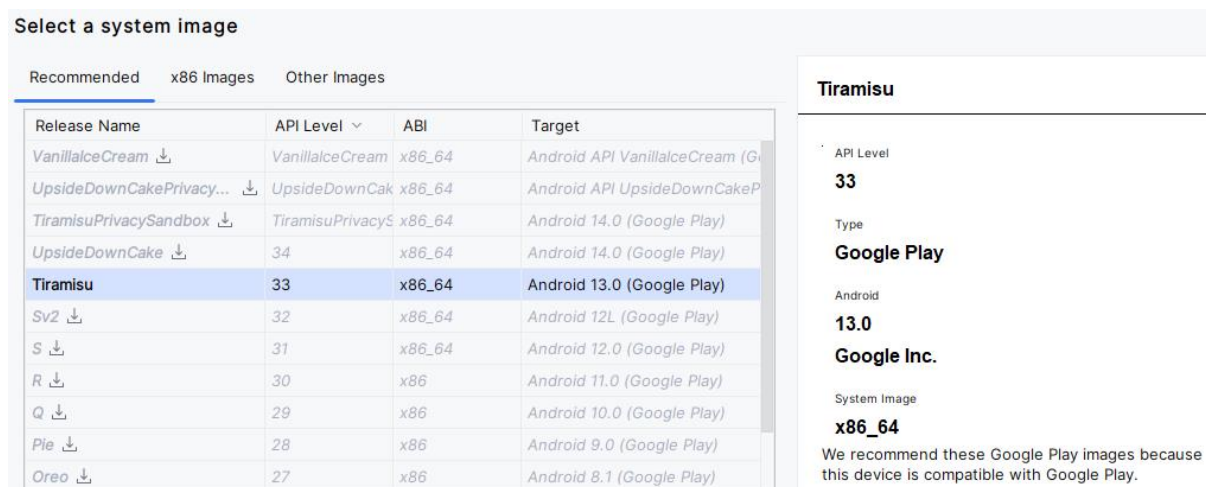 Select a system image
Recommended x86 Images Other Images
Release Name API Level ABI Target
VanillaIceCream VanillaIceCream x86_64 Android API VanillaIceCream (G
UpsideDownCakePrivacy... UpsideDownCak x86_64 Android API UpsideDownCakeP
TiramisuPrivacySandbox TiramisuPrivacyS x86_64 Android 14.0 (Google Play)
UpsideDownCake 34 x86_64 Android 14.0 (Google Play)
Tiramisu 33 x86_64 Android 13.0 (Google Play)
Sv2 32 x86_64 Android 12L (Google Play)
S 31 x86_64 Android 12.0 (Google Play)
R 30 x86 Android 11.0 (Google Play)
Q 29 x86 Android 10.0 (Google Play)
Pie 28 x86 Android 9.0 (Google Play)
Oreo 27 x86 Android 8.1 (Google Play)
Tiramisu
API Level
33
Type
Google Play
Android
13.0
Google Inc.
System Image
x86_64
We recommend these Google Play images because
this device is compatible with Google Play.